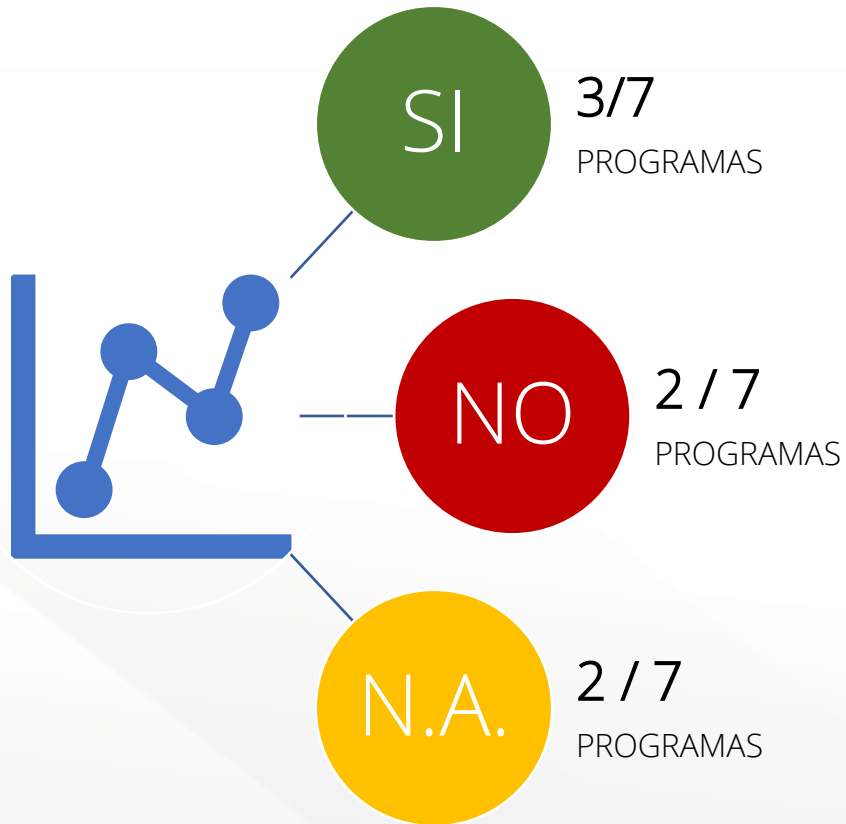 SI
3/7
PROGRAMAS
NO
2 / 7
PROGRAMAS
N.A.
2 / 7
PROGRAMAS